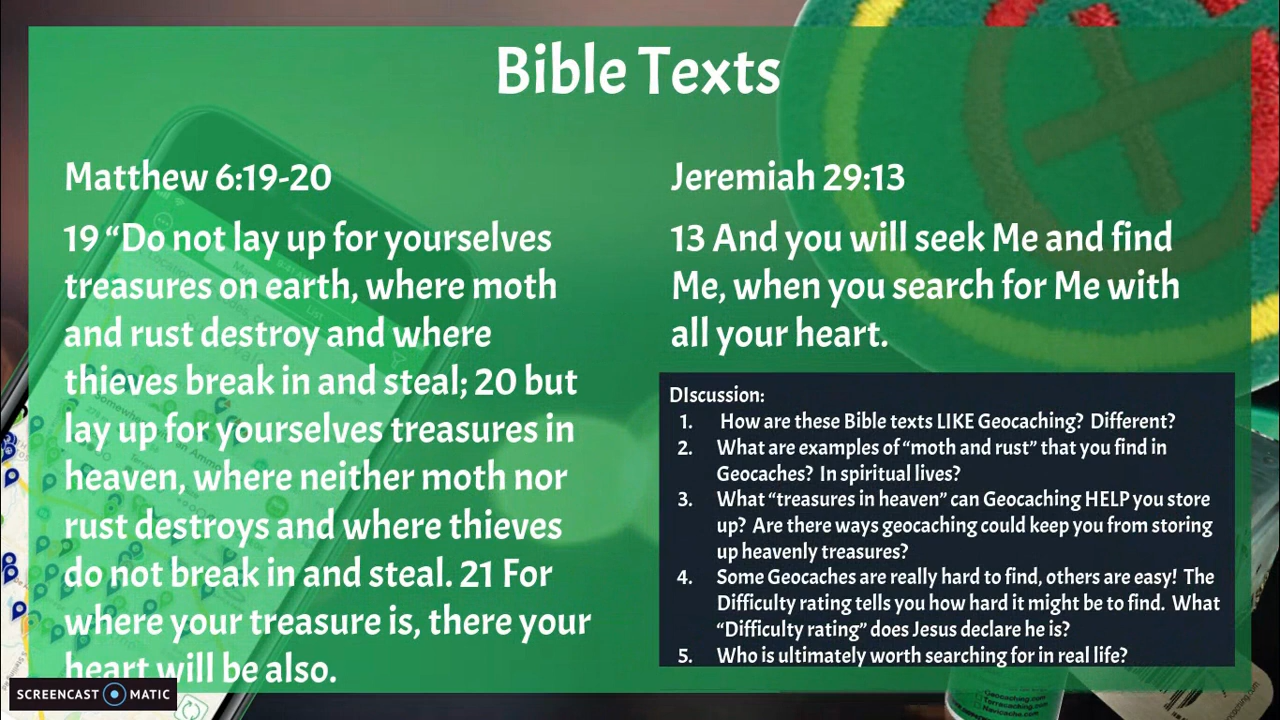 Bible Texts
Matthew 6:19-20
19 “Do not lay up for yourselves
treasures on earth, where moth
and rust destroy and where
thieves break in and steal; 20 but
lay up for yourselves treasures in
heaven, where neither moth nor
rust destroys and where thieves
do not break in and steal. 21 For
where your treasure is, there your
heart will be also.
Jeremiah 29:13
13 And you will seek Me and find
Me, when you search for Me with
all your heart.
DIscussion:
1. How are these Bible texts LIKE Geocaching? Different?
2. What are examples of “moth and rust” that you find in
Geocaches? In spiritual lives?
3. What “treasures in heaven” can Geocaching HELP you store
up? Are there ways geocaching could keep you from storing
up heavenly treasures?
4. Some Geocaches are really hard to find, others are easy! The
Difficulty rating tells you how hard it might be to find. What
“Difficulty rating” does Jesus declare he is?
5. Who is ultimately worth searching for in real life?
SCREENCAST MATIC
Geocaching.com
Terracaching.com
Navicache.com